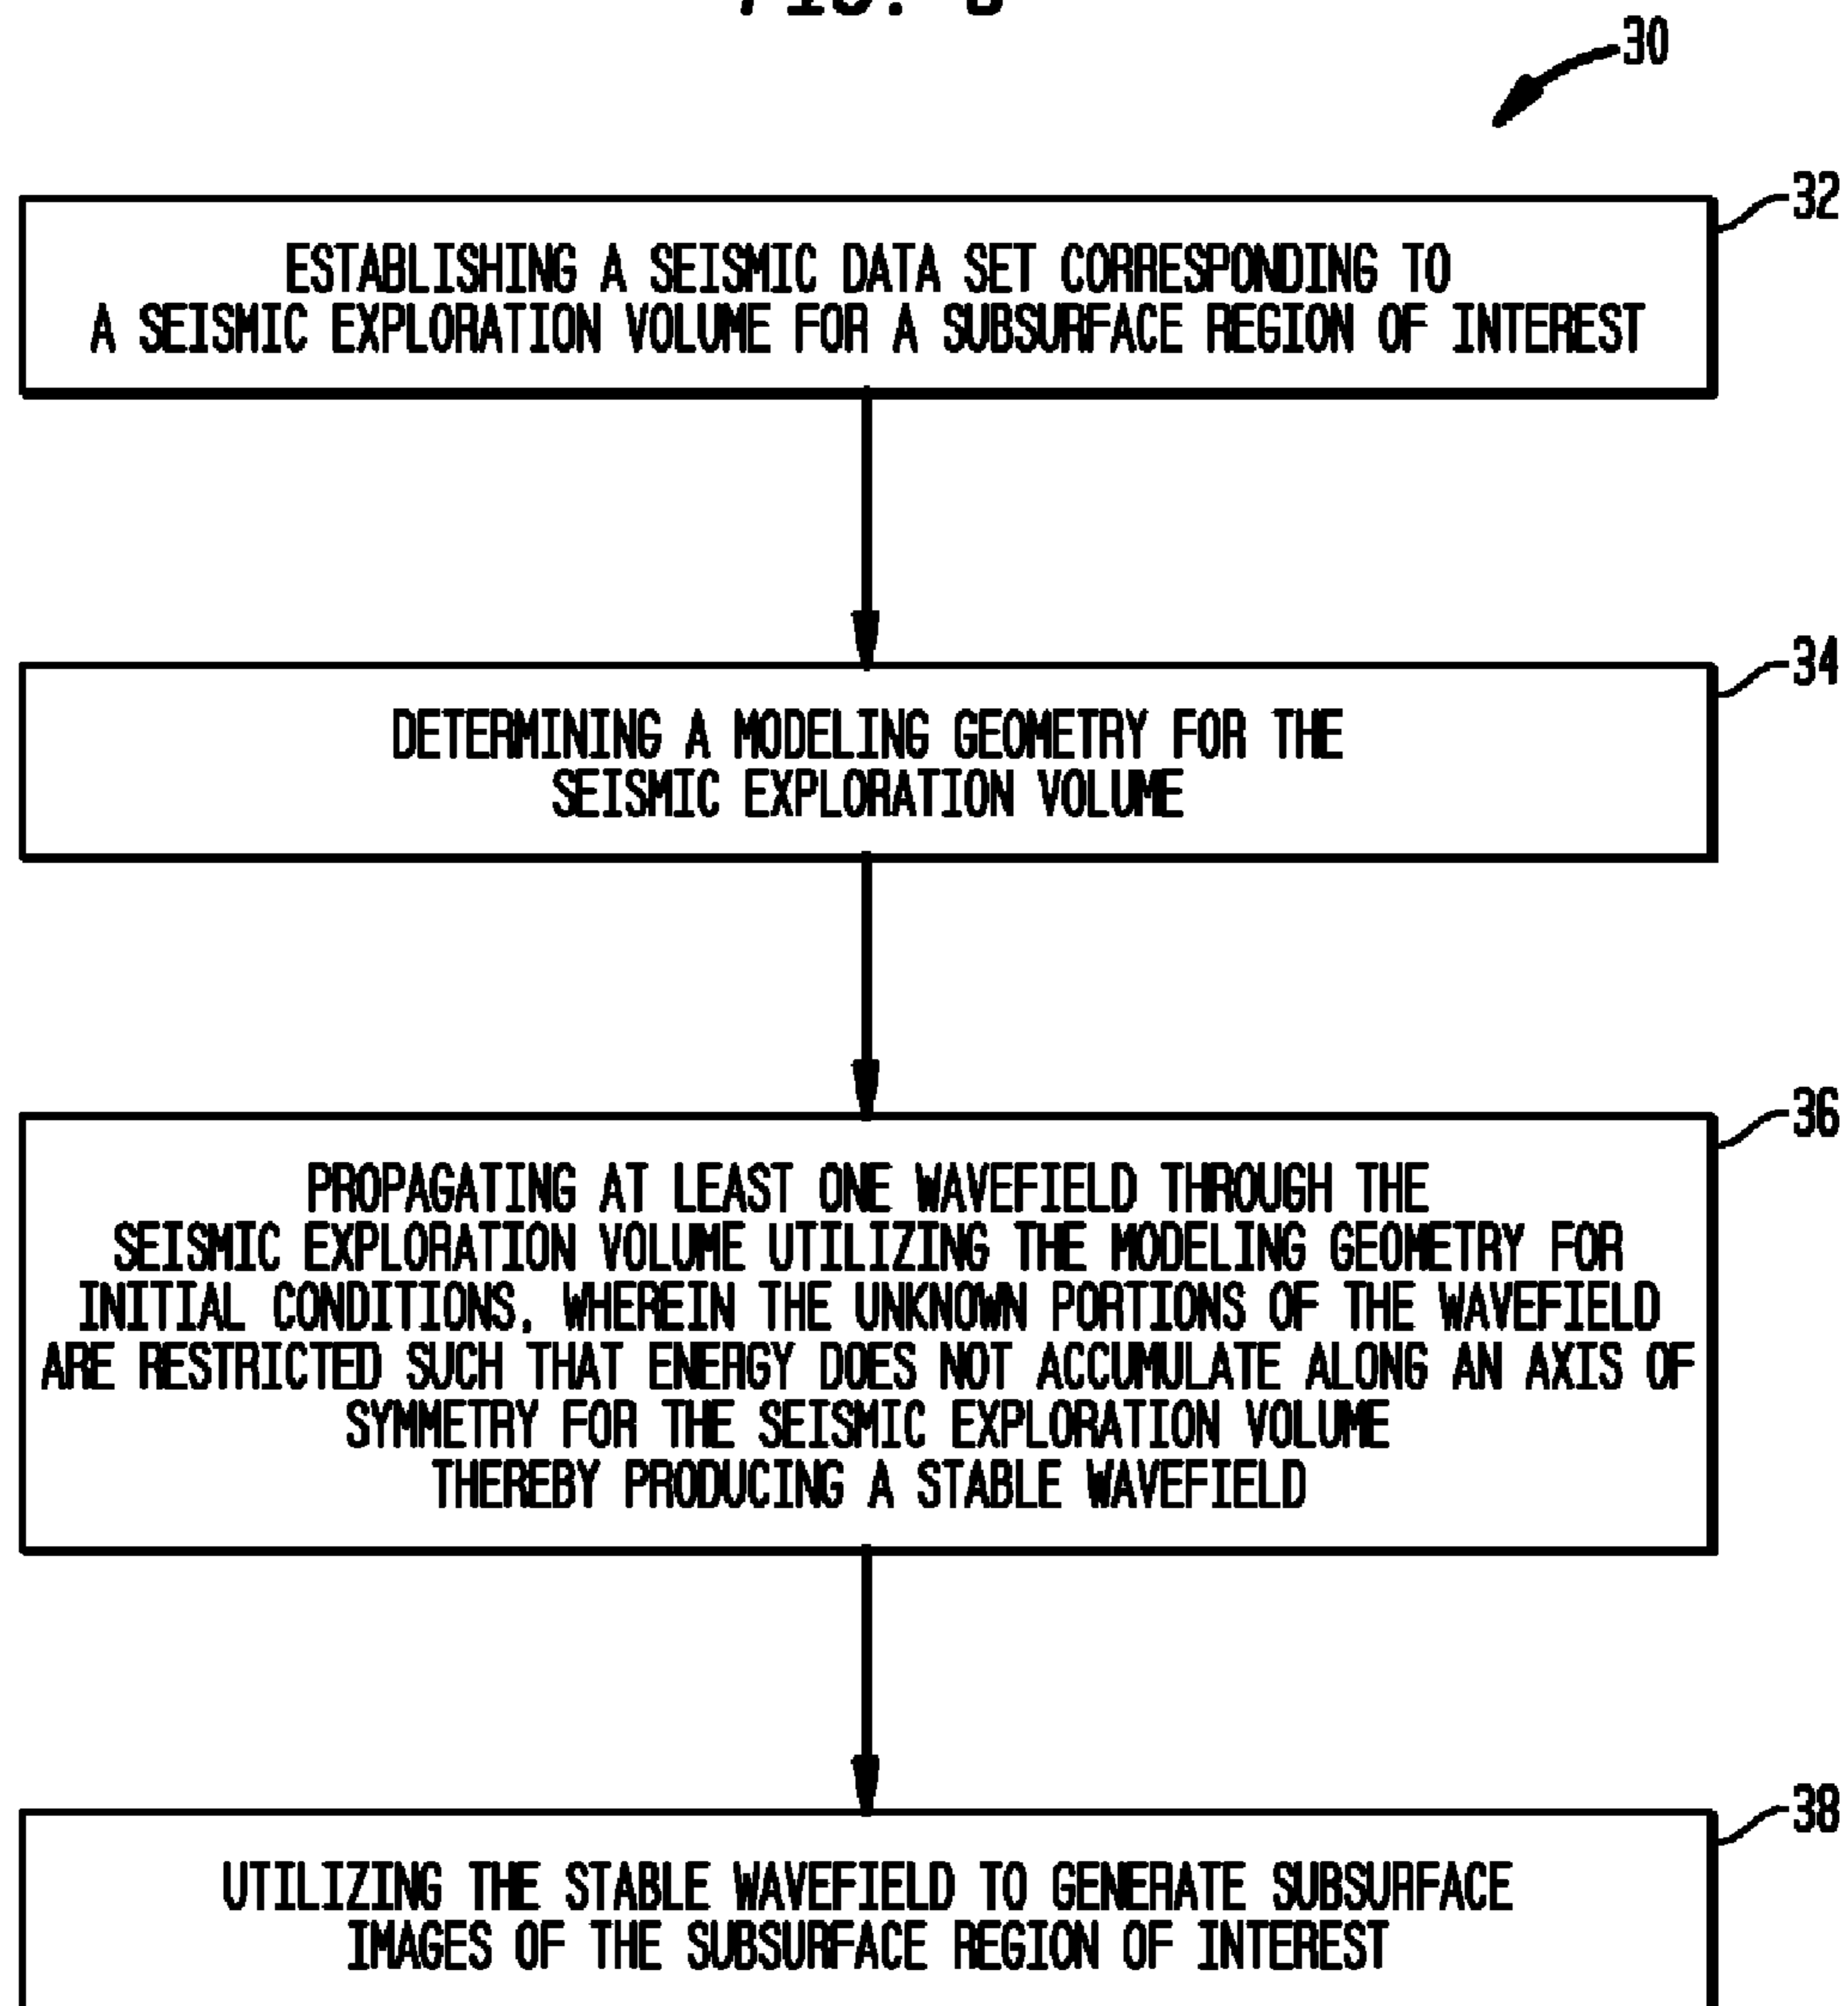 30
32
ESTABLISHING A SEISMIC DATA SET CORRESPONDING TO
A SEISMIC EXPLORATION VOLUME FOR A SUBSURFACE REGION OF INTEREST
34
DETERMINING A MODELING GEOMETRY FOR THE
SEISMIC EXPLORATION VOLUME
36
PROPAGATING AT LEAST ONE WAVEFIELD THROUGH THE
SEISMIC EXPLORATION VOLUME UTILIZING THE MODELING GEOMETRY FOR
INITIAL CONDITIONS, WHEREIN THE UNKNOWN PORTIONS OF THE WAVEFIELD
ARE RESTRICTED SUCH THAT ENERGY DOES NOT ACCUMULATE ALONG AN AXIS OF
SYMMETRY FOR THE SEISMIC EXPLORATION VOLUME
THEREBY PRODUCING A STABLE WAVEFIELD
38
UTILIZING THE STABLE WAVEFIELD TO GENERATE SUBSURFACE
IMAGES OF THE SUBSURFACE REGION OF INTEREST